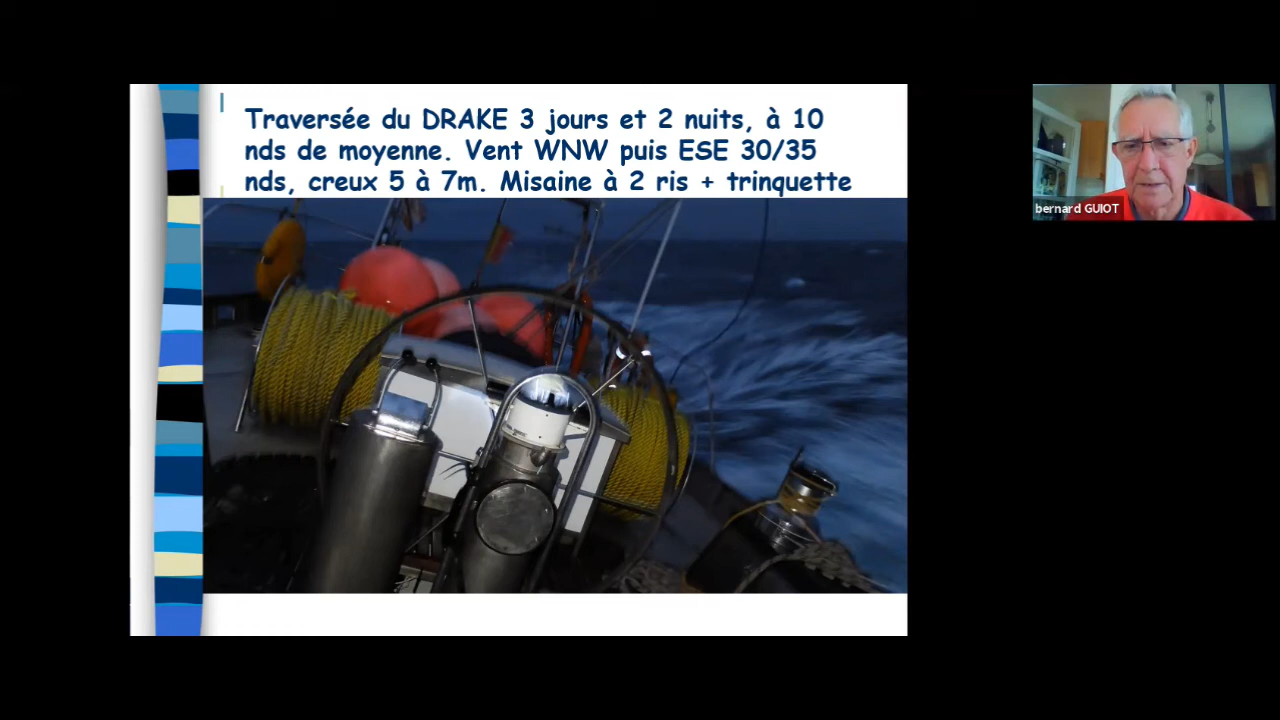 Traversée du DRAKE 3 jours et 2 nuits, à 10
nds de moyenne. Vent WNW puis ESE 30/35
nds, creux 5 à 7m. Misaine à 2 ris + trinquette
bernard GUIOT